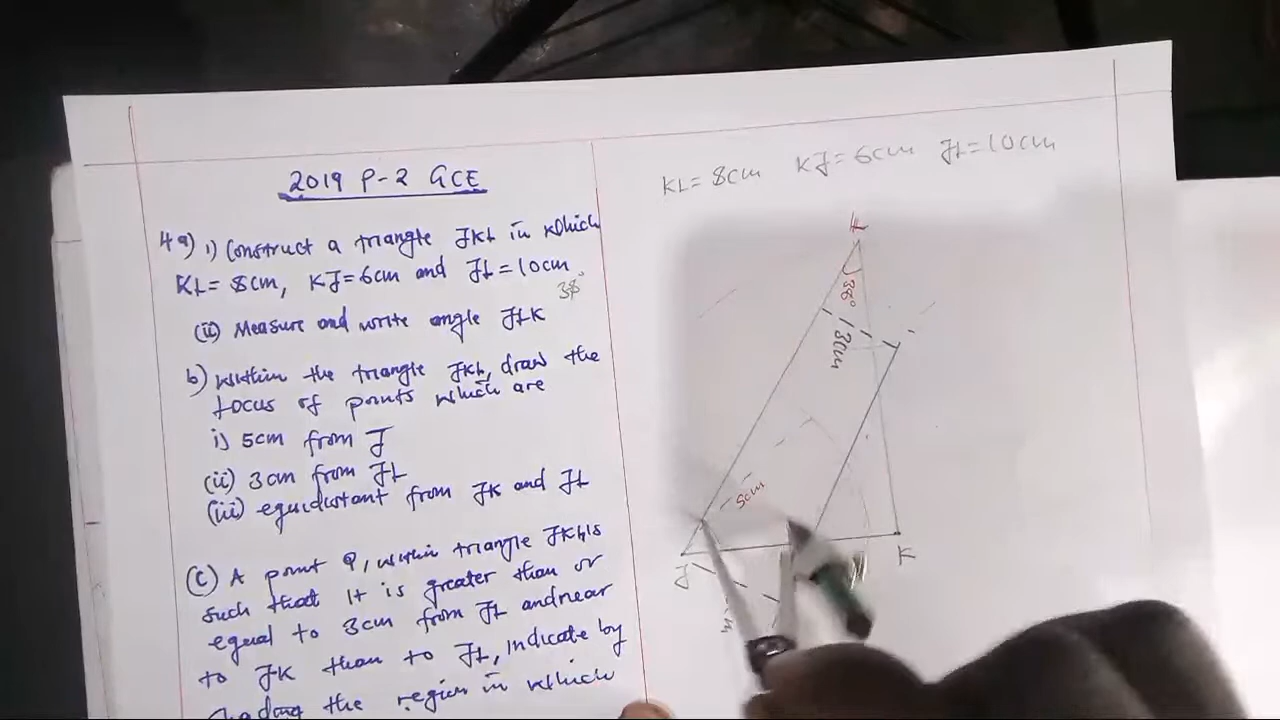 2019 P-2 GCE
4a) i) Construct a triangle JKL in which
KL = 8cm, KJ = 6cm and JL = 10cm
38°
(ii) Measure and write angle JLK
b) Within the triangle JKL, draw the
locus of points which are
i) 5cm from J
(ii) 3cm from JL
(iii) equidistant from JK and JL
(c) A point Q, within triangle JKL is
such that it is greater than or
equal to 3cm from JL and near
to JK than to JL, indicate by
shading the region in which
KL = 8cm KJ = 6cm JL = 10cm
L
38°
3cm
5cm
J
K